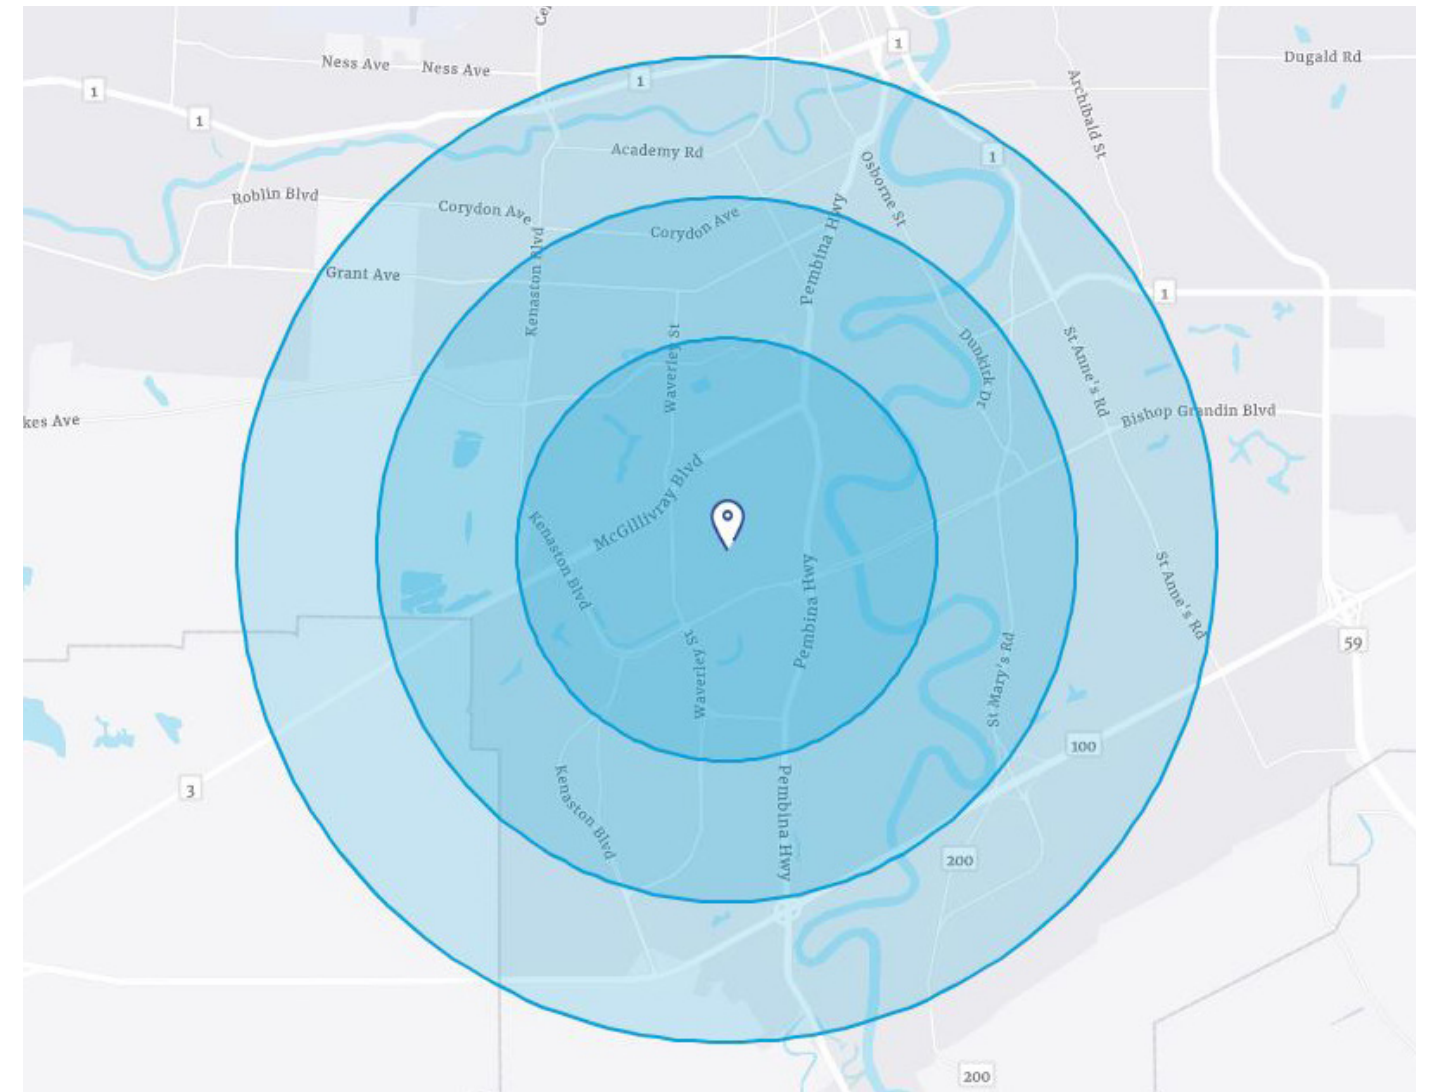 Ce
1
Ness Ave
Ness Ave
Dugald Rd
1
1
1
Archibald St
Academy Rd
1
Osborne St
Roblin Blvd
Corydon Ave
Corydon Ave
Pembina Hwy
Kenaston Blvd
Grant Ave
1
Waverley St
Dunkirk Dr
St Anne's Rd
Bishop Grandin Blvd
kes Ave
McGillivray Blvd
Kenaston Blvd
Pembina Hwy
St Anne's Rd
59
Waverley St
St Mary's Rd
100
3
Kenaston Blvd
Pembina Hwy
200
200